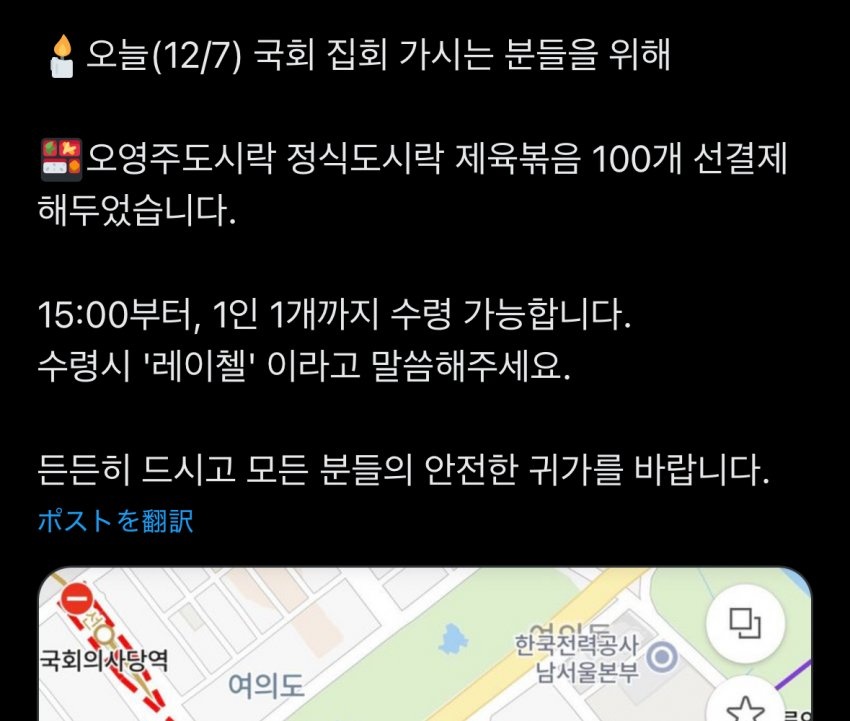 🕯️ 오늘(12/7) 국회 집회 가시는 분들을 위해
🍱오영주도시락 정식도시락 제육볶음 100개 선결제
해두었습니다.
15:00부터, 1인 1개까지 수령 가능합니다.
수령시 '레이첼' 이라고 말씀해주세요.
든든히 드시고 모든 분들의 안전한 귀가를 바랍니다.
ポストを翻訳
선
여의도
한국전력공사
국회의사당역
남서울본부
여의도